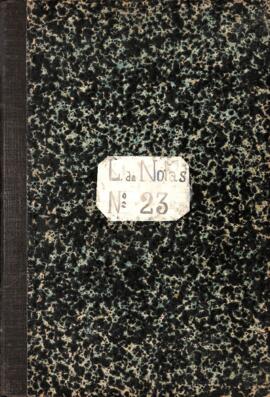 L. de Notas
Nº 23